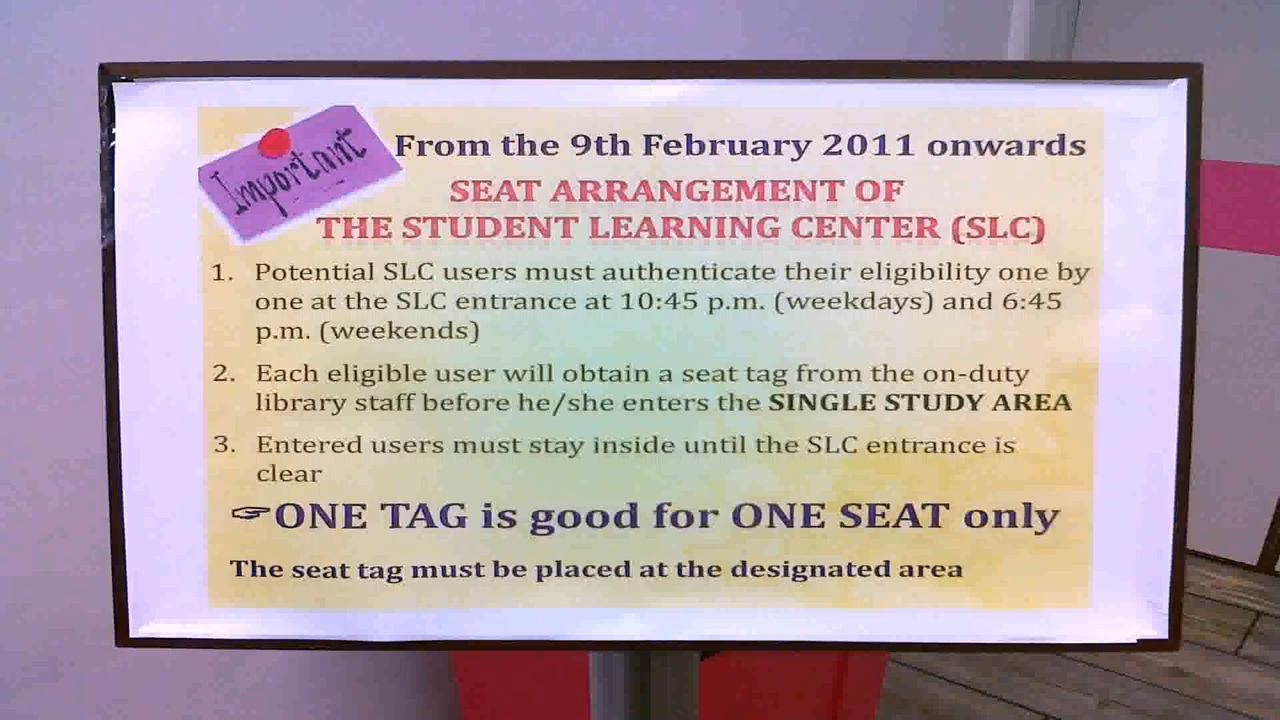 Important
From the 9th February 2011 onwards
SEAT ARRANGEMENT OF
THE STUDENT LEARNING CENTER (SLC)
1. Potential SLC users must authenticate their eligibility one by
one at the SLC entrance at 10:45 p.m. (weekdays) and 6:45
p.m. (weekends)
2. Each eligible user will obtain a seat tag from the on-duty
library staff before he/she enters the SINGLE STUDY AREA
3. Entered users must stay inside until the SLC entrance is
clear
☞ONE TAG is good for ONE SEAT only
The seat tag must be placed at the designated area